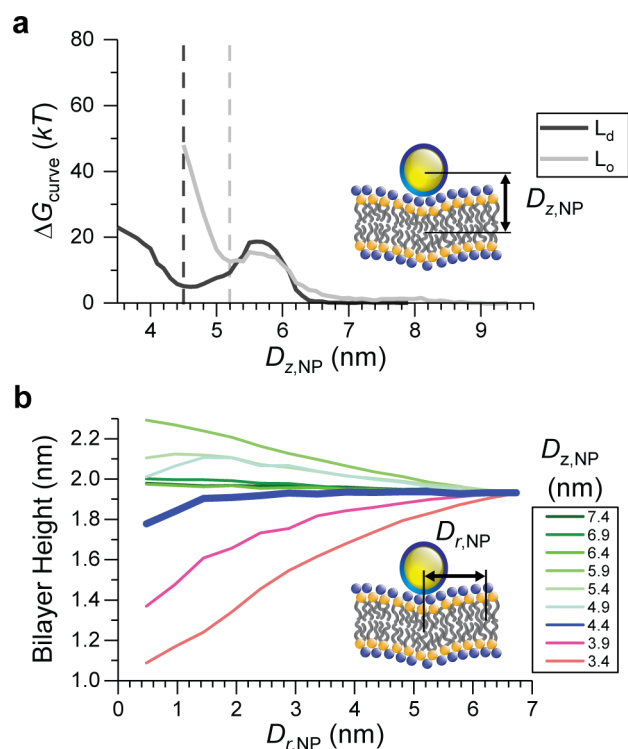 a
80
60
40
20
0
ΔG_curve (kT)
4 5 6 7 8 9
D_z,NP (nm)
L_d
L_o
D_z,NP
b
2.2
2.0
1.8
1.6
1.4
1.2
1.0
Bilayer Height (nm)
0 1 2 3 4 5 6 7
D_r,NP (nm)
D_r,NP
D_z,NP
(nm)
7.4
6.9
6.4
5.9
5.4
4.9
4.4
3.9
3.4